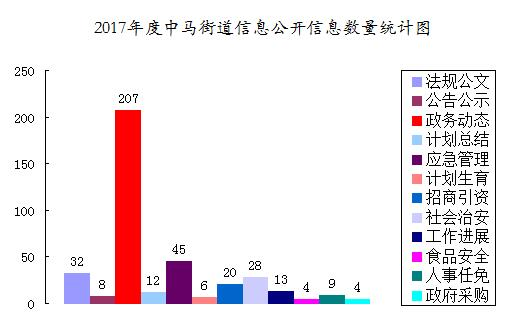 2017年度中马街道信息公开信息数量统计图
250
200
150
100
50
0
32
8
207
12
45
6
20
28
13
4
9
4
法规公文
公告公示
政务动态
计划总结
应急管理
计划生育
招商引资
社会治安
工作进展
食品安全
人事任免
政府采购